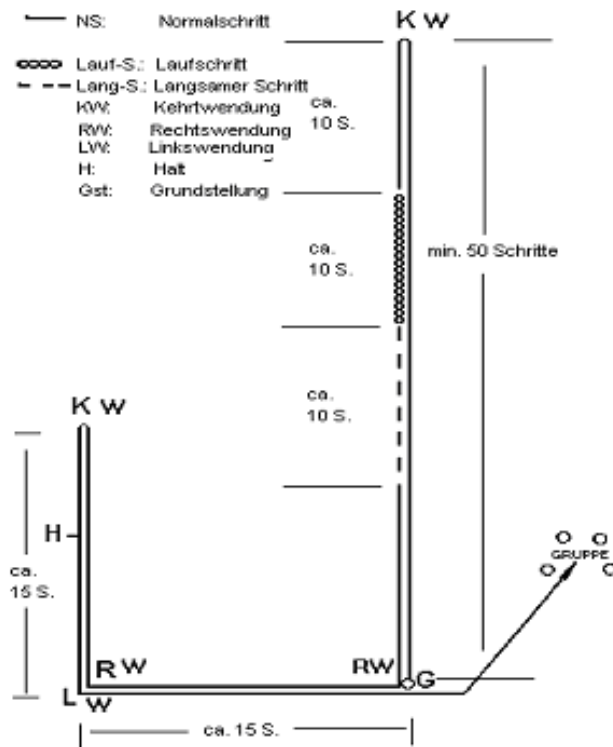 NS: Normalschritt
Lauf-S.: Laufschritt
Lang-S.: Langsamer Schritt
KW: Kehrtwendung
RW: Rechtswendung
LW: Linkswendung
H: Halt
Gst: Grundstellung
K W
ca.
10 S.
min. 50 Schritte
ca.
10 S.
ca.
10 S.
K W
H
ca.
15 S.
GRUPPE
R W
RW
G
L W
ca. 15 S.